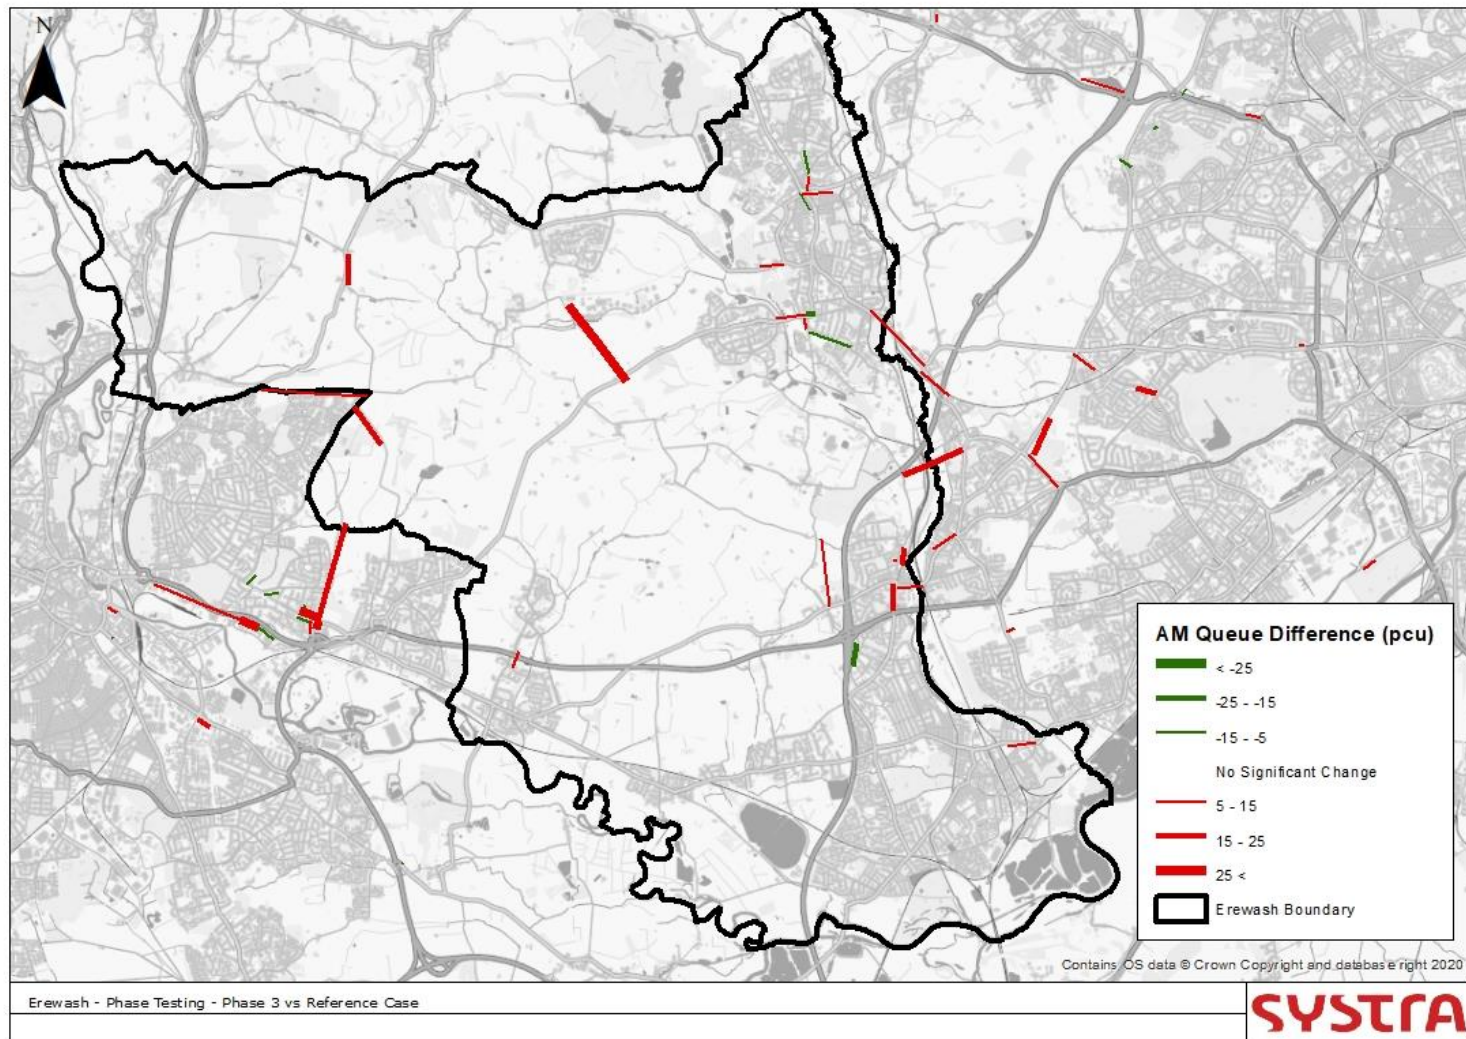 N
AM Queue Difference (pcu)
< -25
-25 - -15
-15 - -5
No Significant Change
5 - 15
15 - 25
25 <
Erewash Boundary
Contains OS data © Crown Copyright and database right 2020
Erewash - Phase Testing - Phase 3 vs Reference Case
SYSTRA